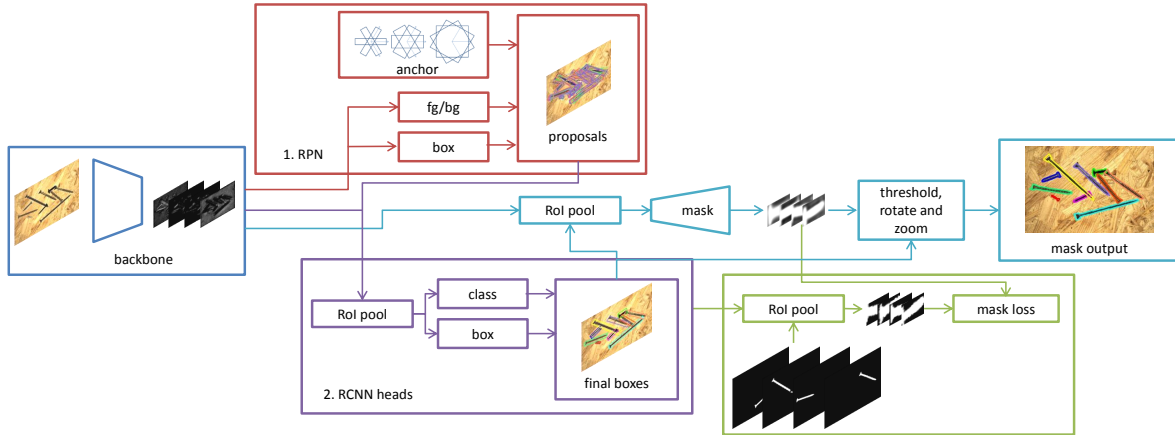 anchor
fg/bg
box
proposals
1. RPN
backbone
RoI pool
mask
threshold,
rotate and
zoom
mask output
RoI pool
class
box
final boxes
2. RCNN heads
RoI pool
mask loss